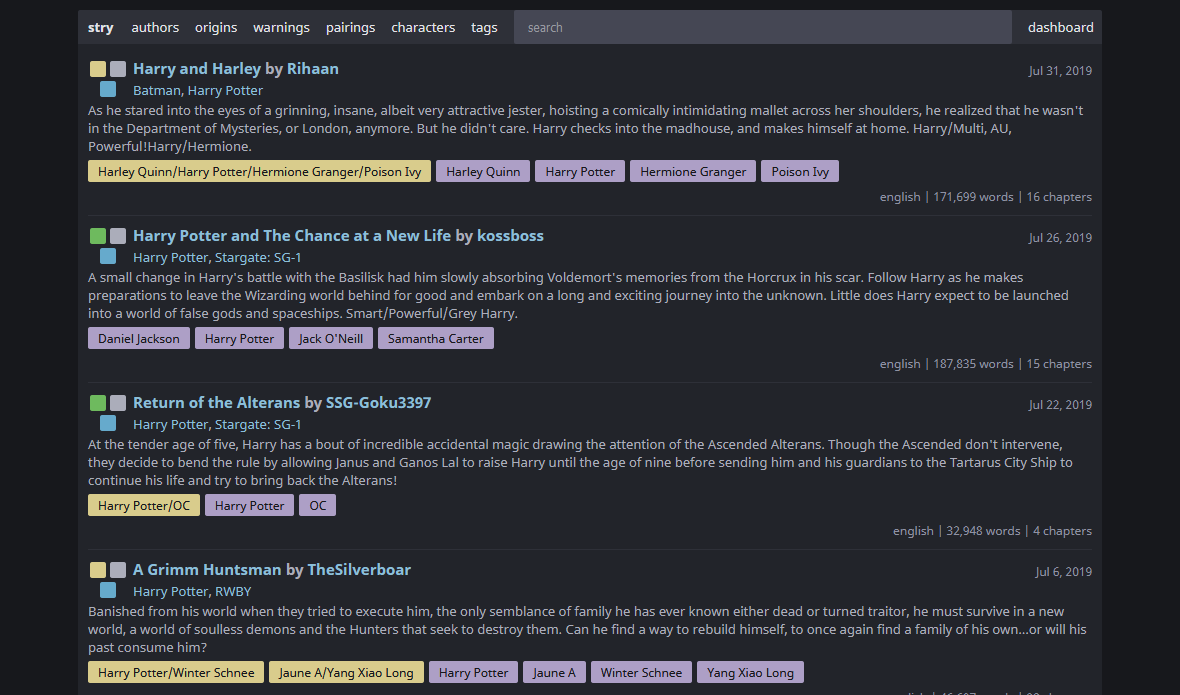 stry authors origins warnings pairings characters tags search dashboard
Harry and Harley by Rihaan Jul 31, 2019
Batman, Harry Potter
As he stared into the eyes of a grinning, insane, albeit very attractive jester, hoisting a comically intimidating mallet across her shoulders, he realized that he wasn't
in the Department of Mysteries, or London, anymore. But he didn't care. Harry checks into the madhouse, and makes himself at home. Harry/Multi, AU,
Powerful!Harry/Hermione.
Harley Quinn/Harry Potter/Hermione Granger/Poison Ivy Harley Quinn Harry Potter Hermione Granger Poison Ivy
english | 171,699 words | 16 chapters
Harry Potter and The Chance at a New Life by kossboss Jul 26, 2019
Harry Potter, Stargate: SG-1
A small change in Harry's battle with the Basilisk had him slowly absorbing Voldemort's memories from the Horcrux in his scar. Follow Harry as he makes
preparations to leave the Wizarding world behind for good and embark on a long and exciting journey into the unknown. Little does Harry expect to be launched
into a world of false gods and spaceships. Smart/Powerful/Grey Harry.
Daniel Jackson Harry Potter Jack O'Neill Samantha Carter
english | 187,835 words | 15 chapters
Return of the Alterans by SSG-Goku3397 Jul 22, 2019
Harry Potter, Stargate: SG-1
At the tender age of five, Harry has a bout of incredible accidental magic drawing the attention of the Ascended Alterans. Though the Ascended don't intervene,
they decide to bend the rule by allowing Janus and Ganos Lal to raise Harry until the age of nine before sending him and his guardians to the Tartarus City Ship to
continue his life and try to bring back the Alterans!
Harry Potter/OC Harry Potter OC
english | 32,948 words | 4 chapters
A Grimm Huntsman by TheSilverboar Jul 6, 2019
Harry Potter, RWBY
Banished from his world when they tried to execute him, the only semblance of family he has ever known either dead or turned traitor, he must survive in a new
world, a world of soulless demons and the Hunters that seek to destroy them. Can he find a way to rebuild himself, to once again find a family of his own...or will his
past consume him?
Harry Potter/Winter Schnee Jaune A/Yang Xiao Long Harry Potter Jaune A Winter Schnee Yang Xiao Long